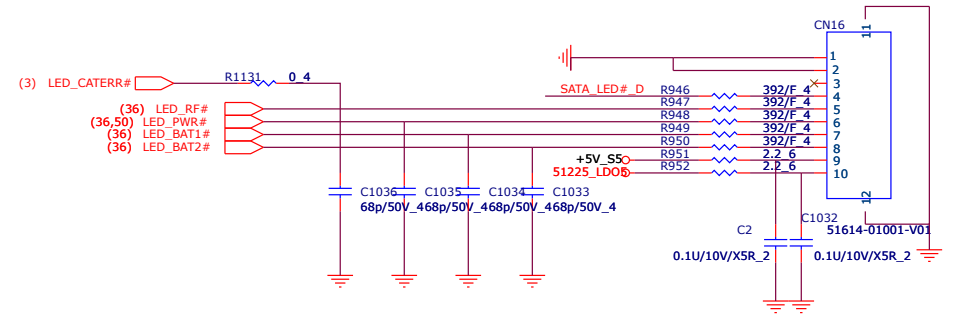 CN16
11
1
2
3
(3) LED_CATERR#
R1131 0_4
SATA_LED#_D
R946 392/F_4 4
(36) LED_RF#
R947 392/F_4 5
(36,50) LED_PWR#
R948 392/F_4 6
(36) LED_BAT1#
R949 392/F_4 7
(36) LED_BAT2#
R950 392/F_4 8
+5V_S5 R951 2.2_6 9
51225_LDO5 R952 2.2_6 10
12
C1036 C1035 C1034 C1033
68p/50V_4 68p/50V_4 68p/50V_4 68p/50V_4
C1032
C2 51614-01001-V01
0.1U/10V/X5R_2 0.1U/10V/X5R_2